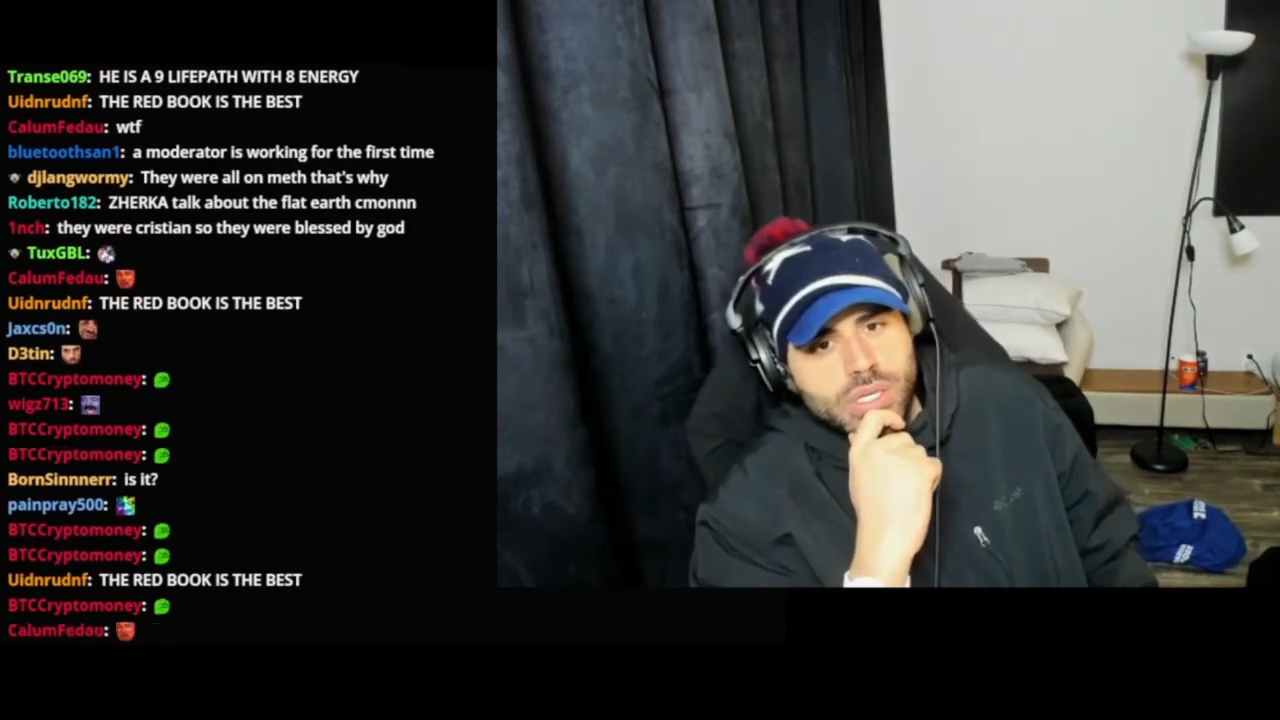 Transe069: HE IS A 9 LIFEPATH WITH 8 ENERGY
Uidnrudnf: THE RED BOOK IS THE BEST
CalumFedau: wtf
bluetoothsan1: a moderator is working for the first time
djlangwormy: They were all on meth that's why
Roberto182: ZHERKA talk about the flat earth cmonnn
1nch: they were cristian so they were blessed by god
TuxGBL:
CalumFedau:
Uidnrudnf: THE RED BOOK IS THE BEST
Jaxcs0n:
D3tin:
BTCCryptomoney:
wigz713:
BTCCryptomoney:
BTCCryptomoney:
BornSinnnerr: is it?
painpray500:
BTCCryptomoney:
BTCCryptomoney:
Uidnrudnf: THE RED BOOK IS THE BEST
BTCCryptomoney:
CalumFedau: